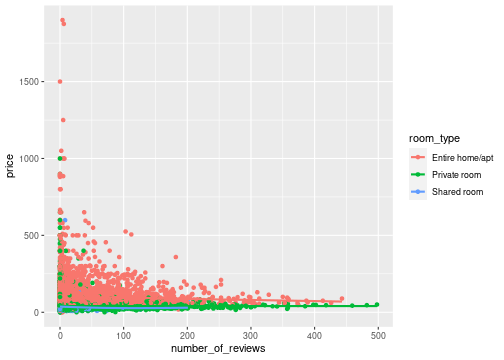 1500
1000
500
0
price
0
100
200
300
400
500
number_of_reviews
room_type
Entire home/apt
Private room
Shared room